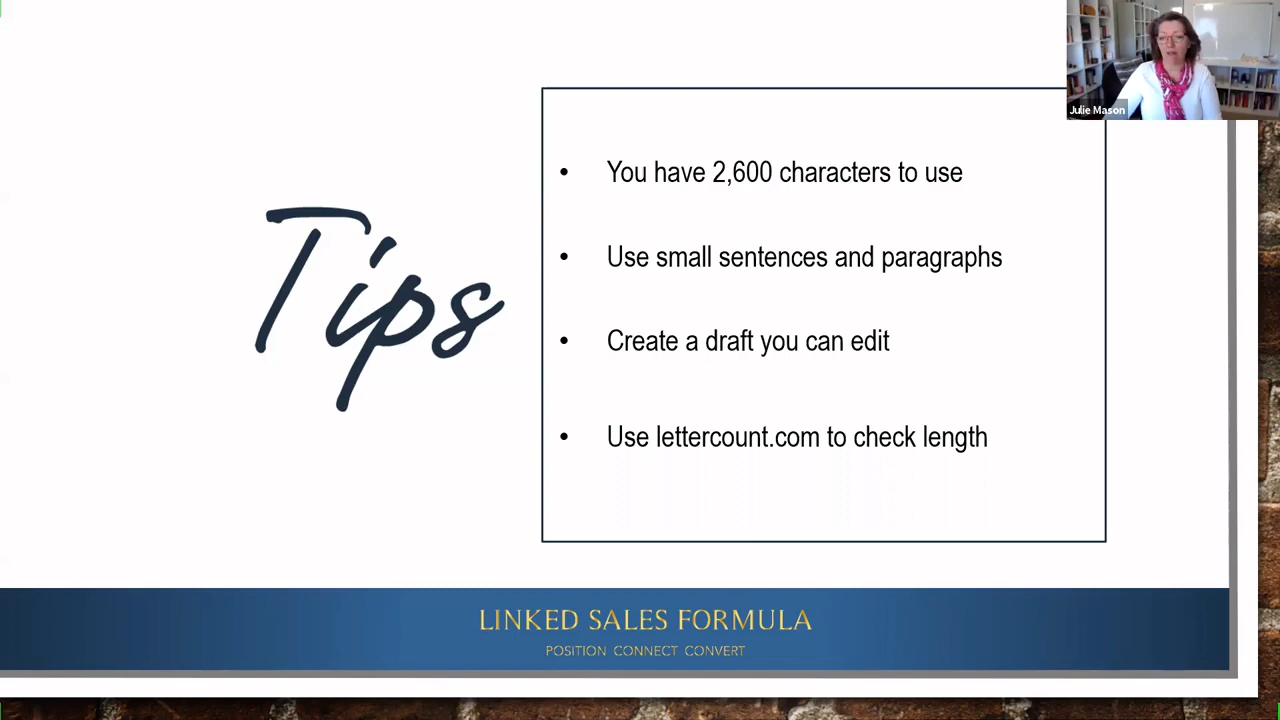 Julie Mason
Tips
• You have 2,600 characters to use
• Use small sentences and paragraphs
• Create a draft you can edit
• Use lettercount.com to check length
LINKED SALES FORMULA
POSITION CONNECT CONVERT